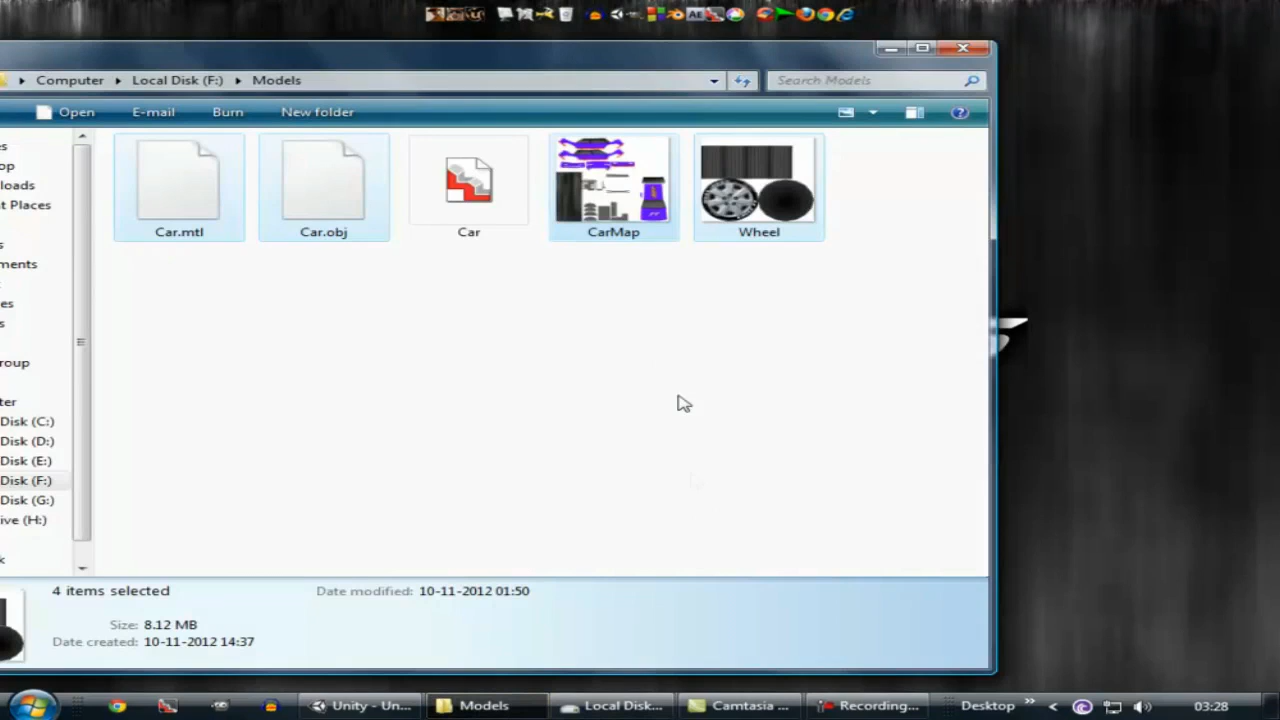 Computer Local Disk (F:) Models Search Models
Open E-mail Burn New folder
es
op
loads
t Places
s
ments
es
s
roup
ter
Disk (C:)
Disk (D:)
Disk (E:)
Disk (F:)
Disk (G:)
ive (H:)
k
Car.mtl Car.obj Car CarMap Wheel
4 items selected Date modified: 10-11-2012 01:50
Size: 8.12 MB
Date created: 10-11-2012 14:37
Unity - Un... Models Local Disk... Camtasia ... Recording... Desktop 03:28